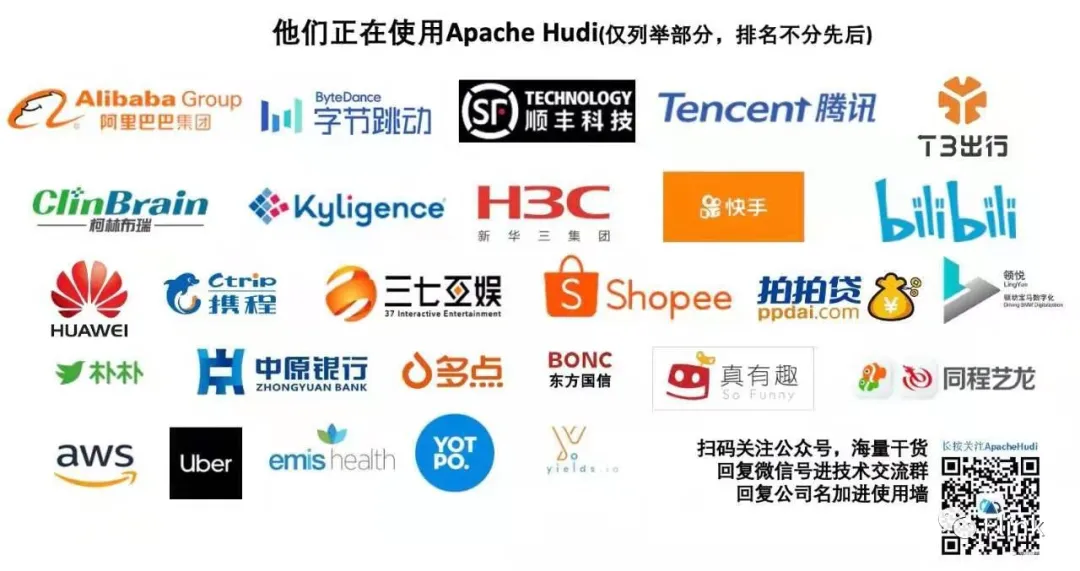 他们正在使用Apache Hudi(仅列举部分，排名不分先后)
Alibaba Group
阿里巴巴集团
ByteDance
字节跳动
SF TECHNOLOGY
顺丰科技
Tencent 腾讯
T3出行
ClinBrain
柯林布瑞
Kyligence
H3C
新华三集团
快手
bilibili
HUAWEI
Ctrip
携程
三七互娱
37 Interactive Entertainment
S
Shopee
拍拍贷
ppdai.com
¥
领悦
LingYue
驱动宝马数字化
Driving BMW Digitalization
朴朴
中原银行
ZHONGYUAN BANK
多点
BONC
东方国信
真有趣
So Funny
同程艺龙
aws
Uber
emis health
YOT
PO.
yields.io
扫码关注公众号，海量干货
回复微信号进技术交流群
回复公司名加进使用墙
长按关注ApacheHudi